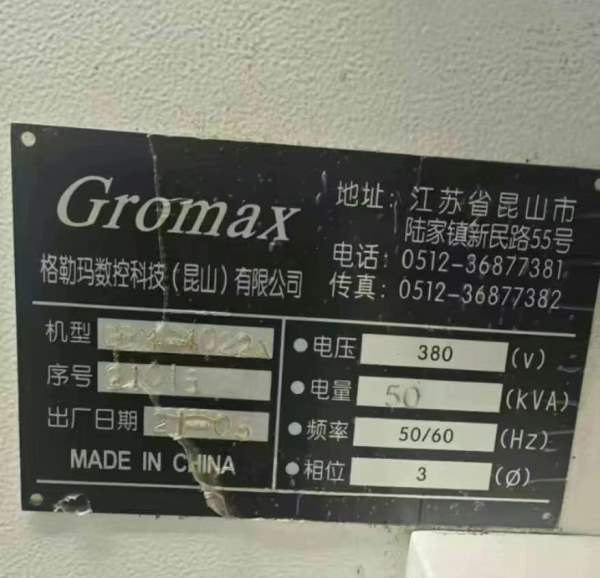 Gromax
格勒玛数控科技(昆山)有限公司
地址: 江苏省昆山市
陆家镇新民路55号
电话: 0512-36877381
传真: 0512-36877382
机型
序号
出厂日期
MADE IN CHINA
电压 380 (V)
电量 50 (KVA)
频率 50/60 (Hz)
相位 3 (Ø)